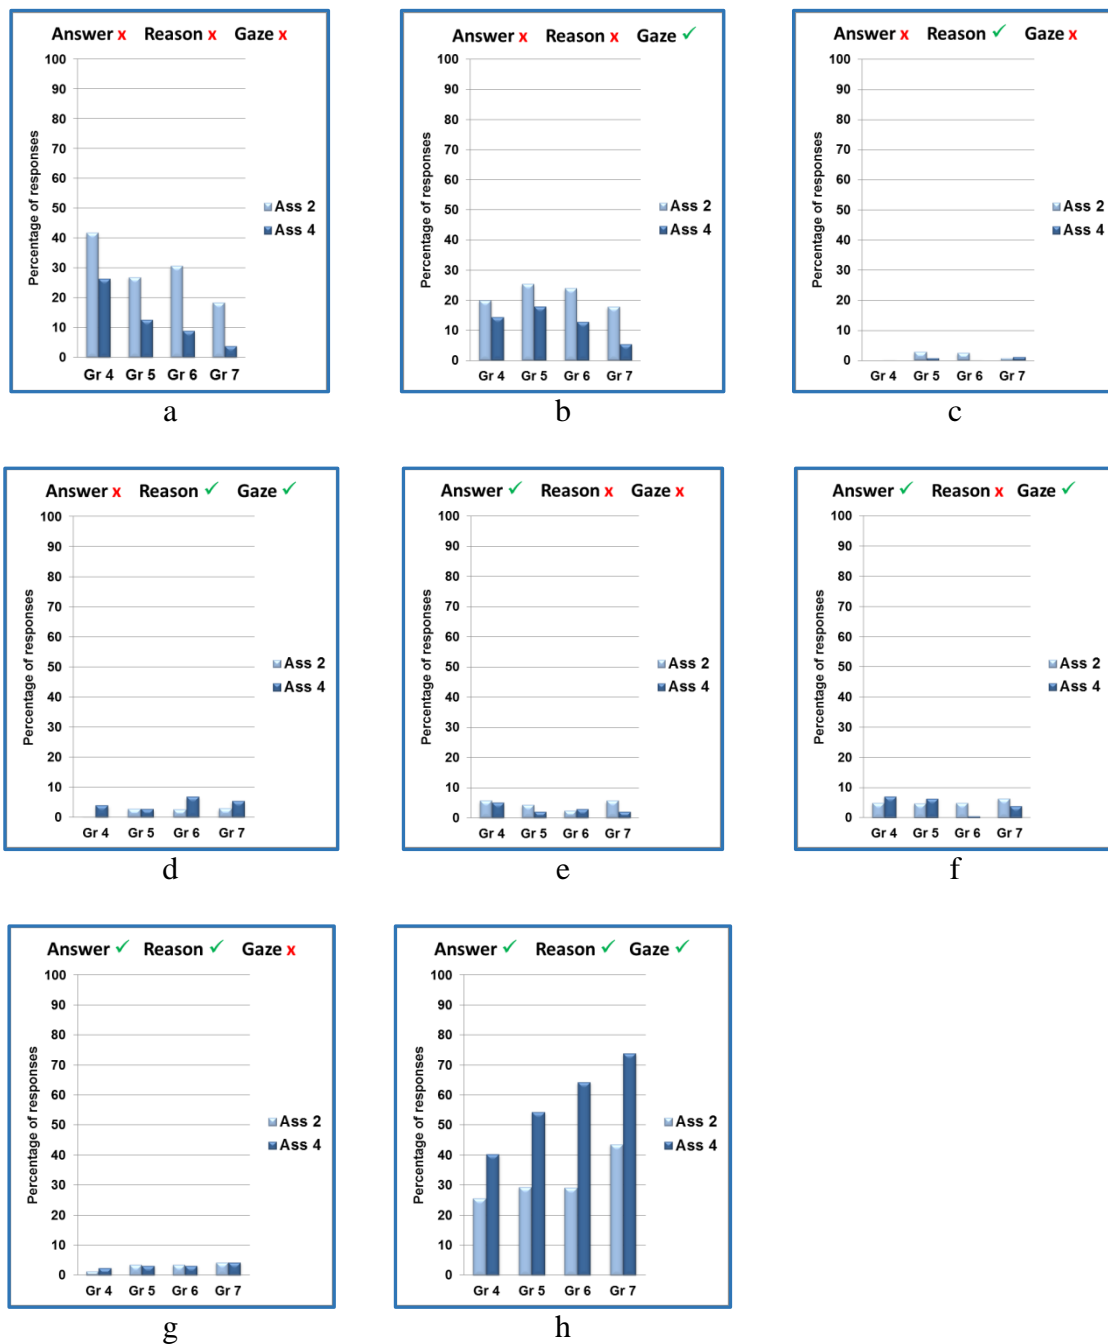 Answer x Reason x Gaze x
Percentage of responses
100
90
80
70
60
50
40
30
20
10
0
Gr 4 Gr 5 Gr 6 Gr 7
Ass 2
Ass 4
a
Answer x Reason x Gaze ✓
Percentage of responses
100
90
80
70
60
50
40
30
20
10
0
Gr 4 Gr 5 Gr 6 Gr 7
Ass 2
Ass 4
b
Answer x Reason ✓ Gaze x
Percentage of responses
100
90
80
70
60
50
40
30
20
10
0
Gr 4 Gr 5 Gr 6 Gr 7
Ass 2
Ass 4
c
Answer x Reason ✓ Gaze ✓
Percentage of responses
100
90
80
70
60
50
40
30
20
10
0
Gr 4 Gr 5 Gr 6 Gr 7
Ass 2
Ass 4
d
Answer ✓ Reason x Gaze x
Percentage of responses
100
90
80
70
60
50
40
30
20
10
0
Gr 4 Gr 5 Gr 6 Gr 7
Ass 2
Ass 4
e
Answer ✓ Reason x Gaze ✓
Percentage of responses
100
90
80
70
60
50
40
30
20
10
0
Gr 4 Gr 5 Gr 6 Gr 7
Ass 2
Ass 4
f
Answer ✓ Reason ✓ Gaze x
Percentage of responses
100
90
80
70
60
50
40
30
20
10
0
Gr 4 Gr 5 Gr 6 Gr 7
Ass 2
Ass 4
g
Answer ✓ Reason ✓ Gaze ✓
Percentage of responses
100
90
80
70
60
50
40
30
20
10
0
Gr 4 Gr 5 Gr 6 Gr 7
Ass 2
Ass 4
h